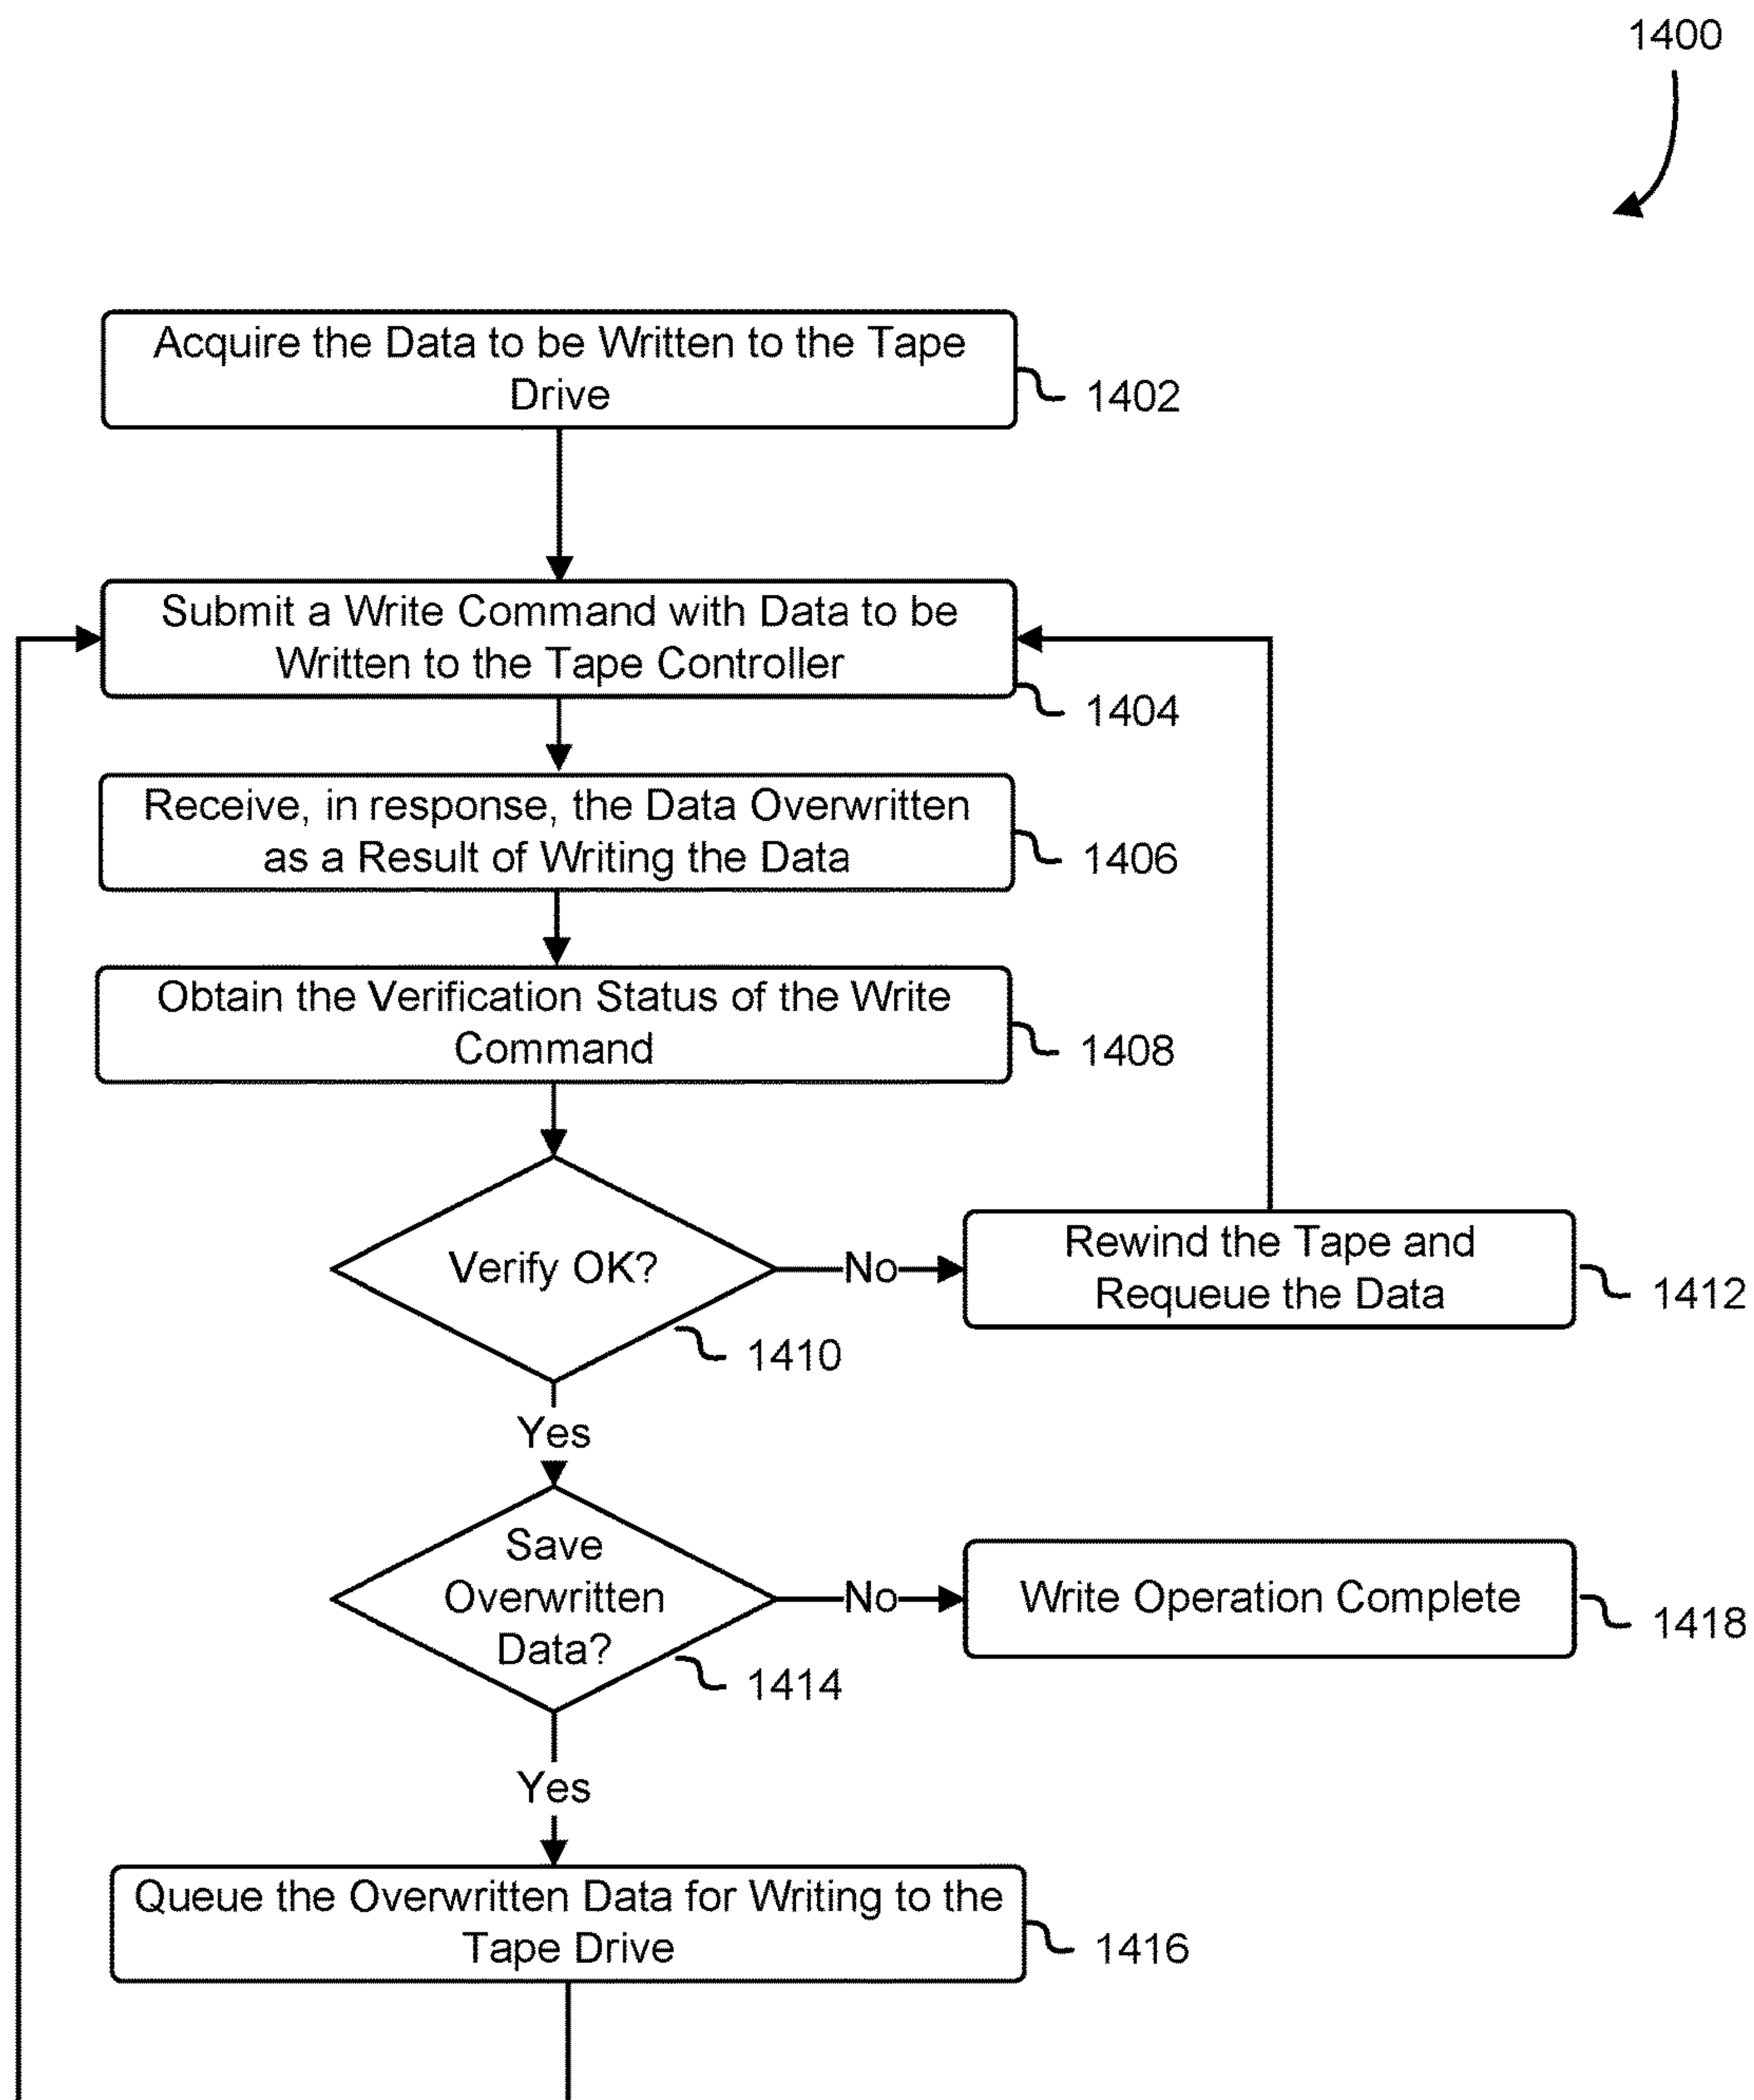 1400
Acquire the Data to be Written to the Tape
Drive
1402
Submit a Write Command with Data to be
Written to the Tape Controller
1404
Receive, in response, the Data Overwritten
as a Result of Writing the Data
1406
Obtain the Verification Status of the Write
Command
1408
Verify OK?
No
Rewind the Tape and
Requeue the Data
1412
1410
Yes
Save
Overwritten
Data?
No
Write Operation Complete
1418
1414
Yes
Queue the Overwritten Data for Writing to the
Tape Drive
1416